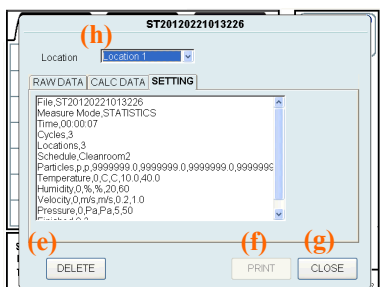 ST20120221013226
(h)
Location Location 1
RAW DATA CALC DATA SETTING
File,ST20120221013226
Measure Mode,STATISTICS
Time,00:00:07
Cycles,3
Locations,3
Schedule,Cleanroom2
Particles,p,p,9999999.0,9999999.0,9999999.0,9999999
Temperature,0,C,C,10.0,40.0
Humidity,0,%,%,20,60
Velocity,0,m/s,m/s,0.2,1.0
Pressure,0,Pa,Pa,5,50
(e) (f) (g)
DELETE PRINT CLOSE